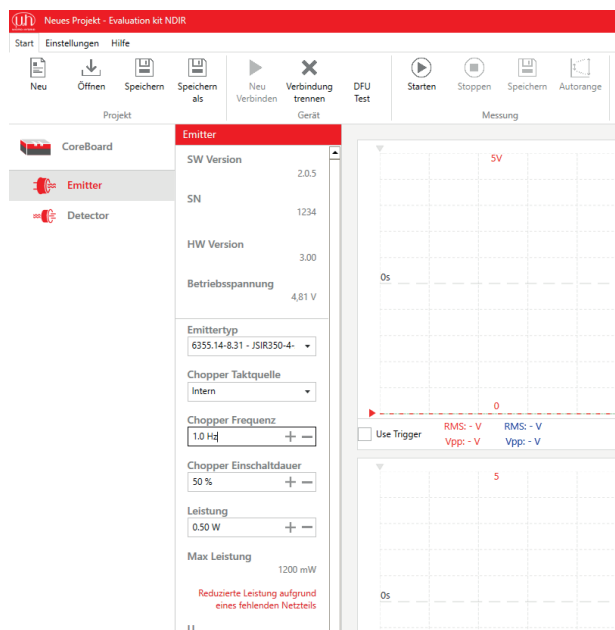 Neues Projekt - Evaluation kit NDIR
Start Einstellungen Hilfe
Neu Öffnen Speichern Speichern als Neu Verbinden Verbindung trennen DFU Test Starten Stoppen Speichern Autorange
Projekt Gerät Messung
CoreBoard
Emitter
Detector
Emitter
SW Version
2.0.5
SN
1234
HW Version
3.00
Betriebsspannung
4,81 V
Emittertyp
6355.14-8.31 - JSIR350-4-
Chopper Taktquelle
Intern
Chopper Frequenz
1.0 Hz
Chopper Einschaltdauer
50 %
Leistung
0.50 W
Max Leistung
1200 mW
Reduzierte Leistung aufgrund
eines fehlenden Netzteils
5V
0s
0
Use Trigger
RMS: - V RMS: - V
Vpp: - V Vpp: - V
5
0s